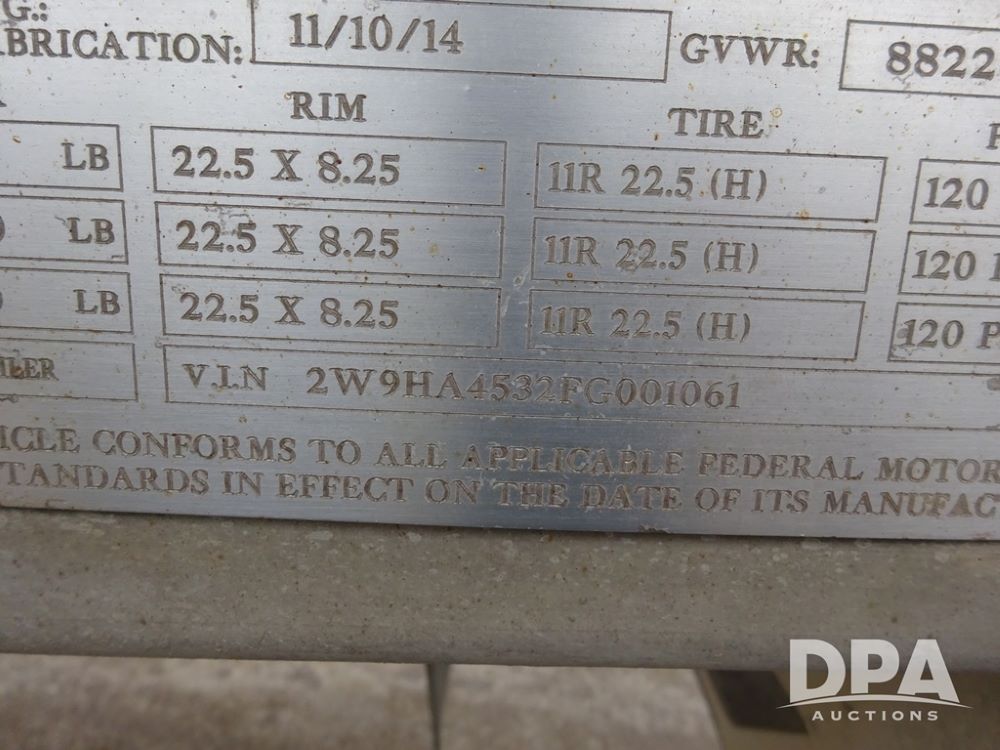 G.:
BRICATION: 11/10/14 GVWR: 8822
RIM TIRE
LB 22.5 X 8.25 11R 22.5 (H) 120
LB 22.5 X 8.25 11R 22.5 (H) 120
LB 22.5 X 8.25 11R 22.5 (H) 120 P
ILER V.I.N 2W9HA4532FG001061
ICLE CONFORMS TO ALL APPLICABLE FEDERAL MOTOR
TANDARDS IN EFFECT ON THE DATE OF ITS MANUFAC
DPA
AUCTIONS